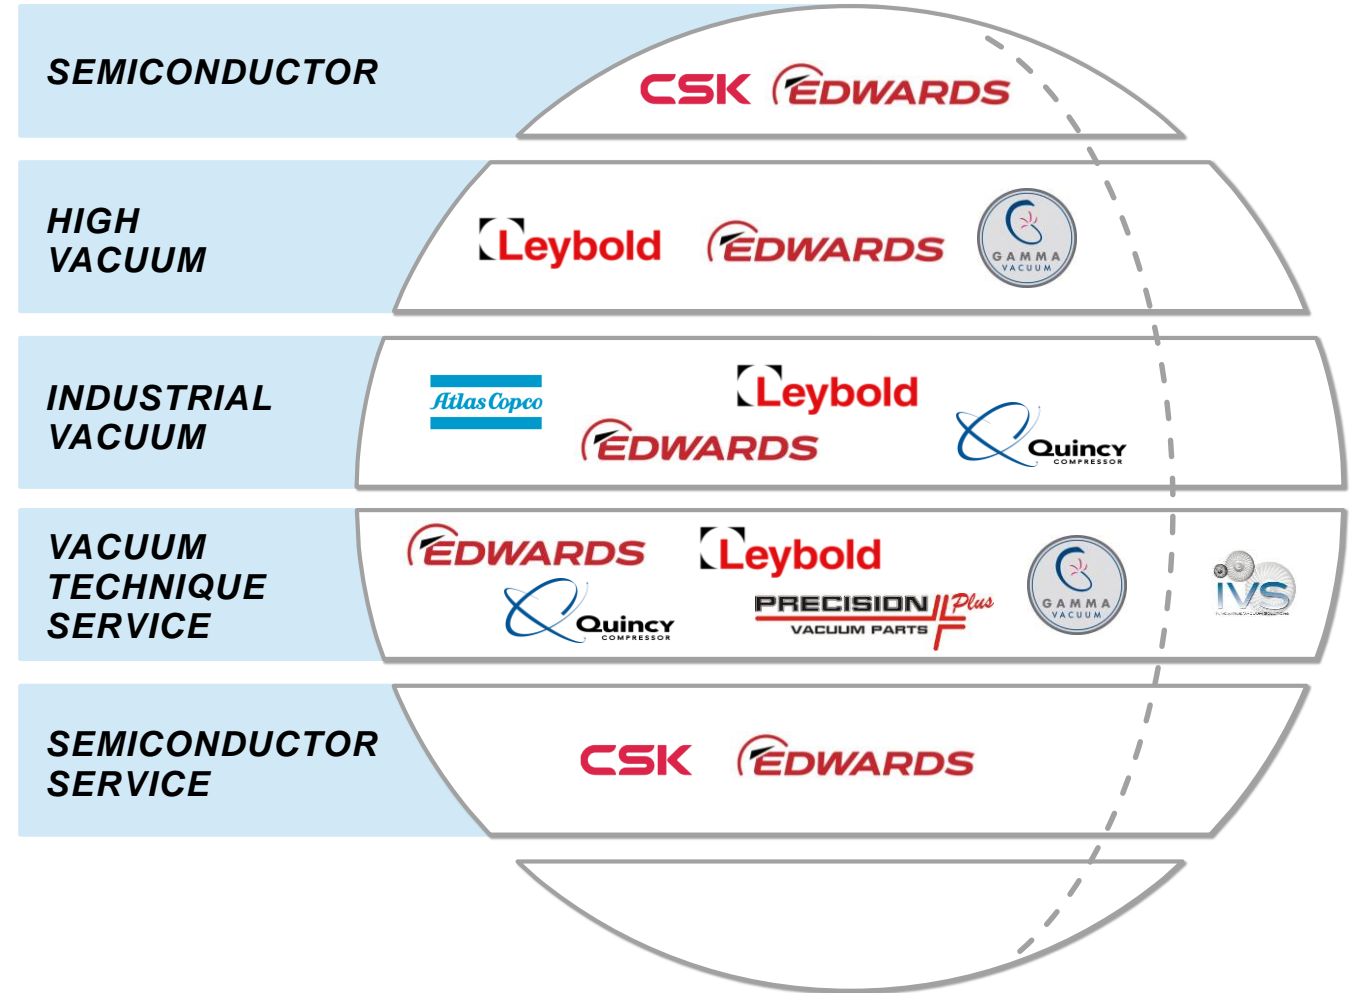 SEMICONDUCTOR
CSK EDWARDS
HIGH
VACUUM
Leybold EDWARDS
GAMMA
VACUUM
INDUSTRIAL
VACUUM
Atlas Copco
Leybold
EDWARDS
Quincy
COMPRESSOR
VACUUM
TECHNIQUE
SERVICE
EDWARDS
Leybold
Quincy
COMPRESSOR
PRECISION Plus
VACUUM PARTS
GAMMA
VACUUM
IVS
SEMICONDUCTOR
SERVICE
CSK EDWARDS